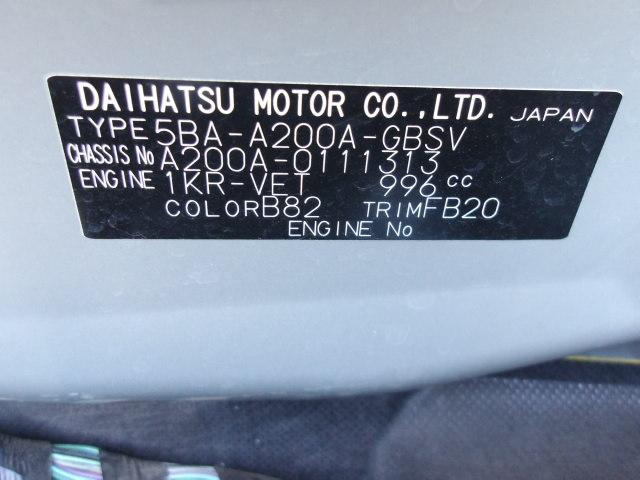 DAIHATSU MOTOR CO.,LTD. JAPAN
TYPE 5BA-A200A-GBSV
CHASSIS No A200A-0111313
ENGINE 1KR-VET 996 cc
COLOR B82 TRIM FB20
ENGINE No